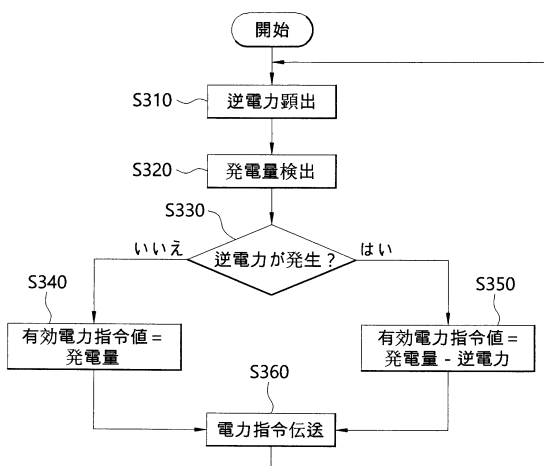 開始
S310
逆電力顕出
S320
発電量検出
S330
逆電力が発生？
いいえ
はい
S340
有効電力指令値＝
発電量
S350
有効電力指令値＝
発電量 - 逆電力
S360
電力指令伝送